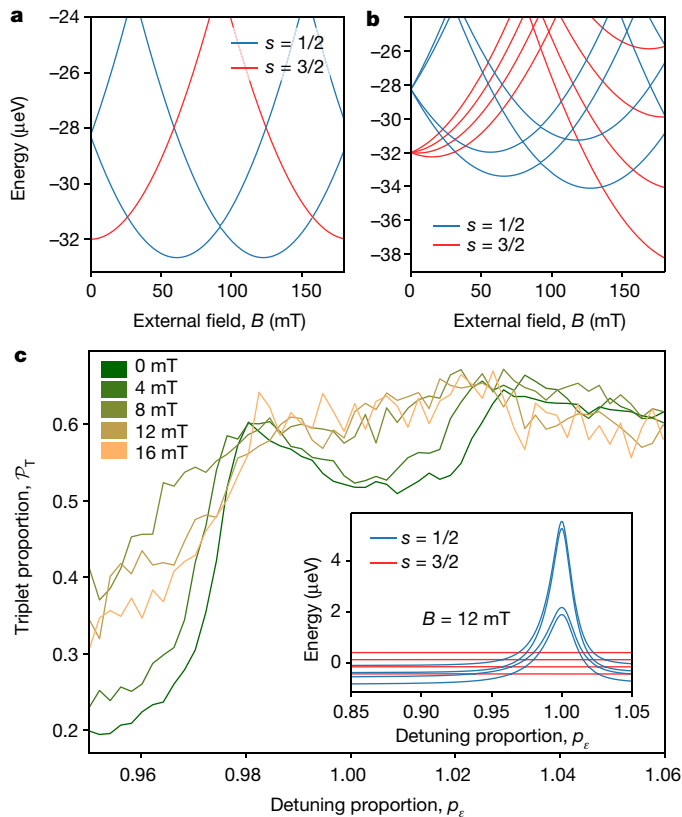 a
−24
−26
−28
−30
−32
Energy (μeV)
s = 1/2
s = 3/2
0
50
100
150
External field, B (mT)
b
−26
−28
−30
−32
−34
−36
−38
s = 1/2
s = 3/2
0
50
100
150
External field, B (mT)
c
0 mT
4 mT
8 mT
12 mT
16 mT
0.6
0.5
0.4
0.3
0.2
Triplet proportion, 𝒫T
0.96
0.98
1.00
1.02
1.04
1.06
Detuning proportion, pε
s = 1/2
s = 3/2
B = 12 mT
4
2
0
Energy (μeV)
0.85
0.90
0.95
1.00
1.05
Detuning proportion, pε